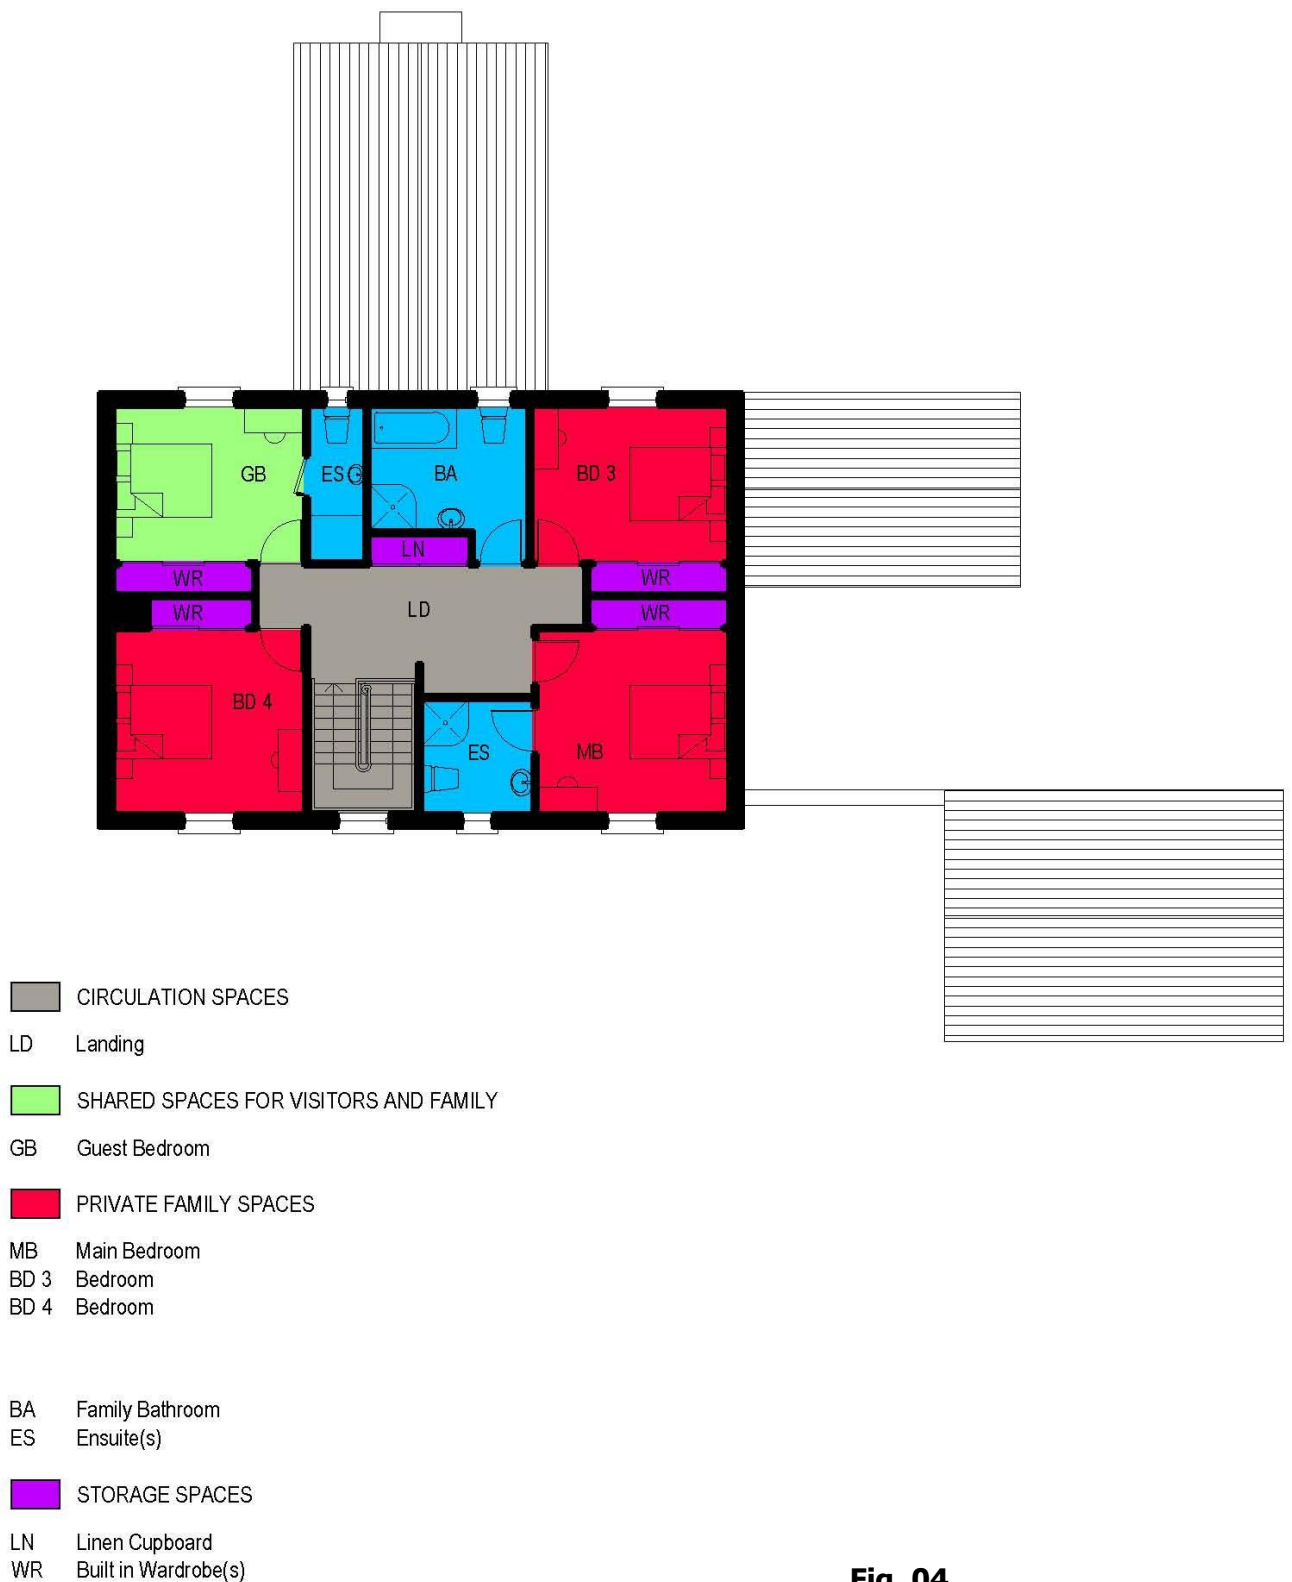 GB
ES
BA
BD 3
LN
WR
WR
WR
WR
LD
BD 4
ES
MB
CIRCULATION SPACES
LD Landing
SHARED SPACES FOR VISITORS AND FAMILY
GB Guest Bedroom
PRIVATE FAMILY SPACES
MB Main Bedroom
BD 3 Bedroom
BD 4 Bedroom
BA Family Bathroom
ES Ensuite(s)
STORAGE SPACES
LN Linen Cupboard
WR Built in Wardrobe(s)
Fig. 04